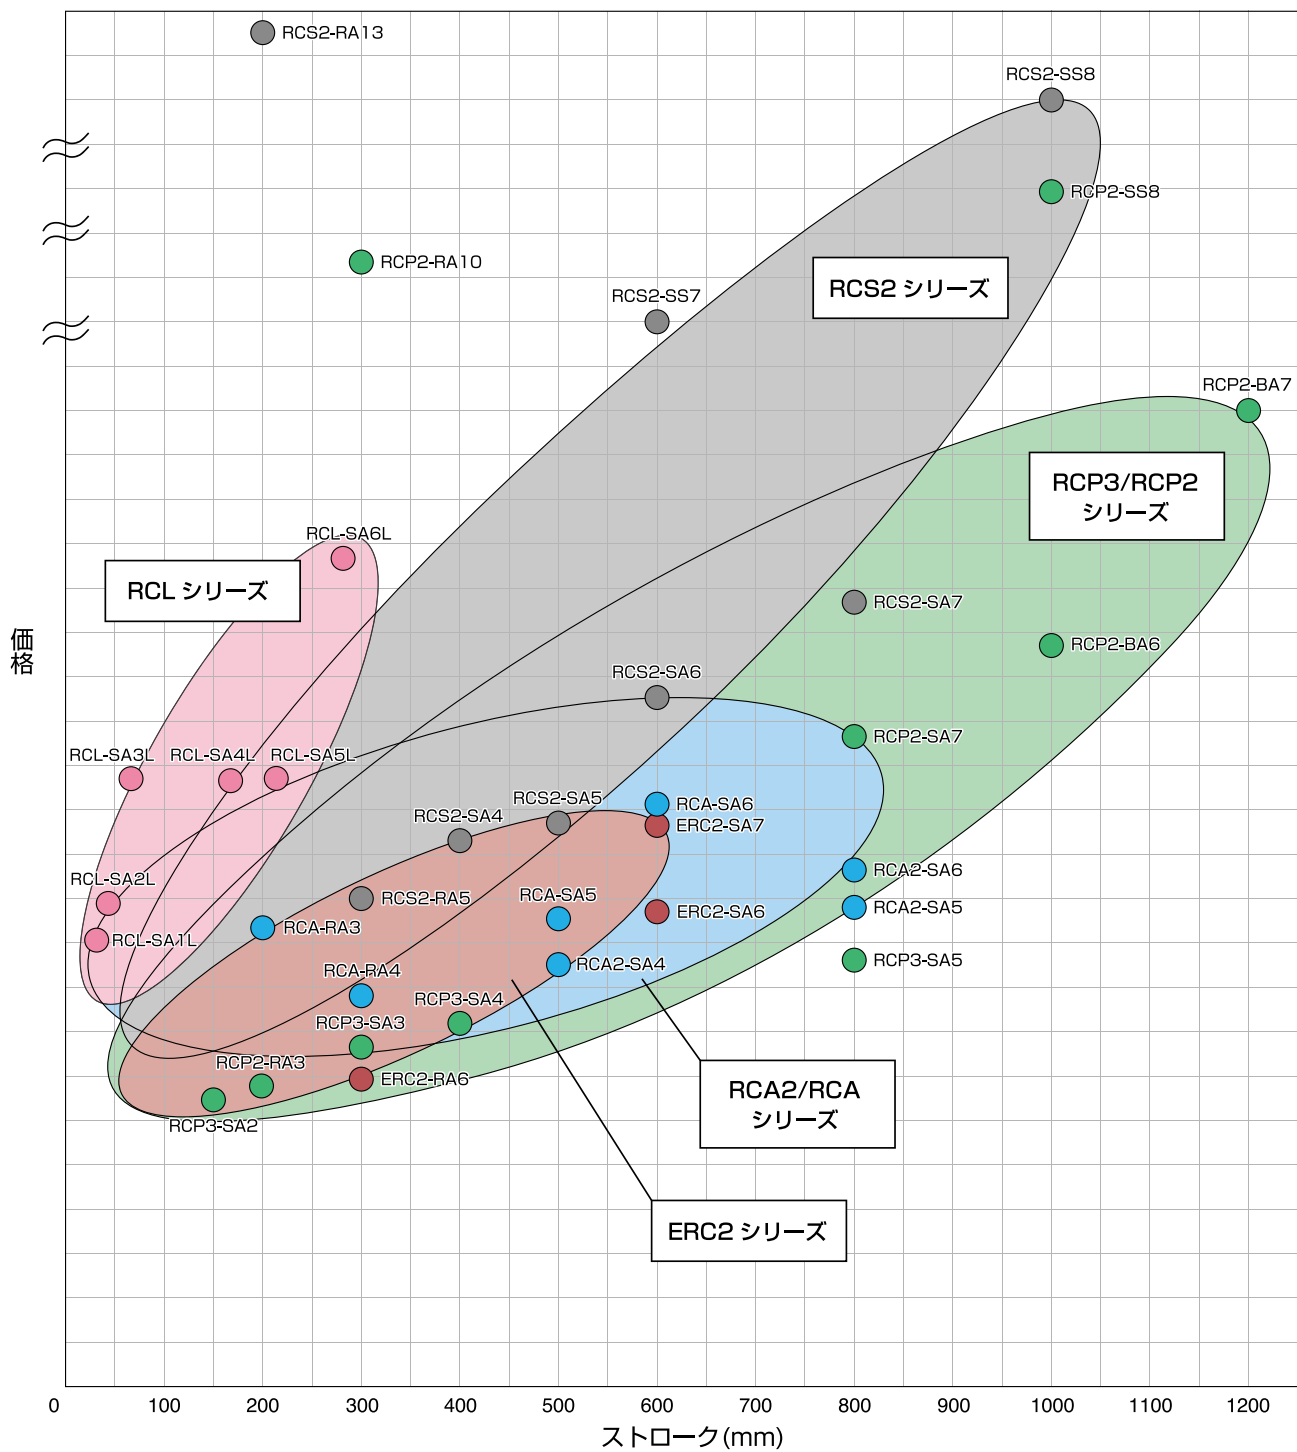 RCS2-RA13
RCS2-SS8
RCP2-SS8
RCP2-RA10
RCS2 シリーズ
RCS2-SS7
RCP2-BA7
RCP3/RCP2
シリーズ
RCL-SA6L
RCL シリーズ
RCS2-SA7
価格
RCP2-BA6
RCS2-SA6
RCP2-SA7
RCL-SA3L
RCL-SA4L
RCL-SA5L
RCS2-SA5
RCA-SA6
RCS2-SA4
ERC2-SA7
RCA2-SA6
RCL-SA2L
RCS2-RA5
RCA-SA5
RCA2-SA5
ERC2-SA6
RCA-RA3
RCL-SA1L
RCP3-SA5
RCA2-SA4
RCA-RA4
RCP3-SA4
RCP3-SA3
RCP2-RA3
ERC2-RA6
RCP3-SA2
RCA2/RCA
シリーズ
ERC2 シリーズ
0 100 200 300 400 500 600 700 800 900 1000 1100 1200
ストローク(mm)